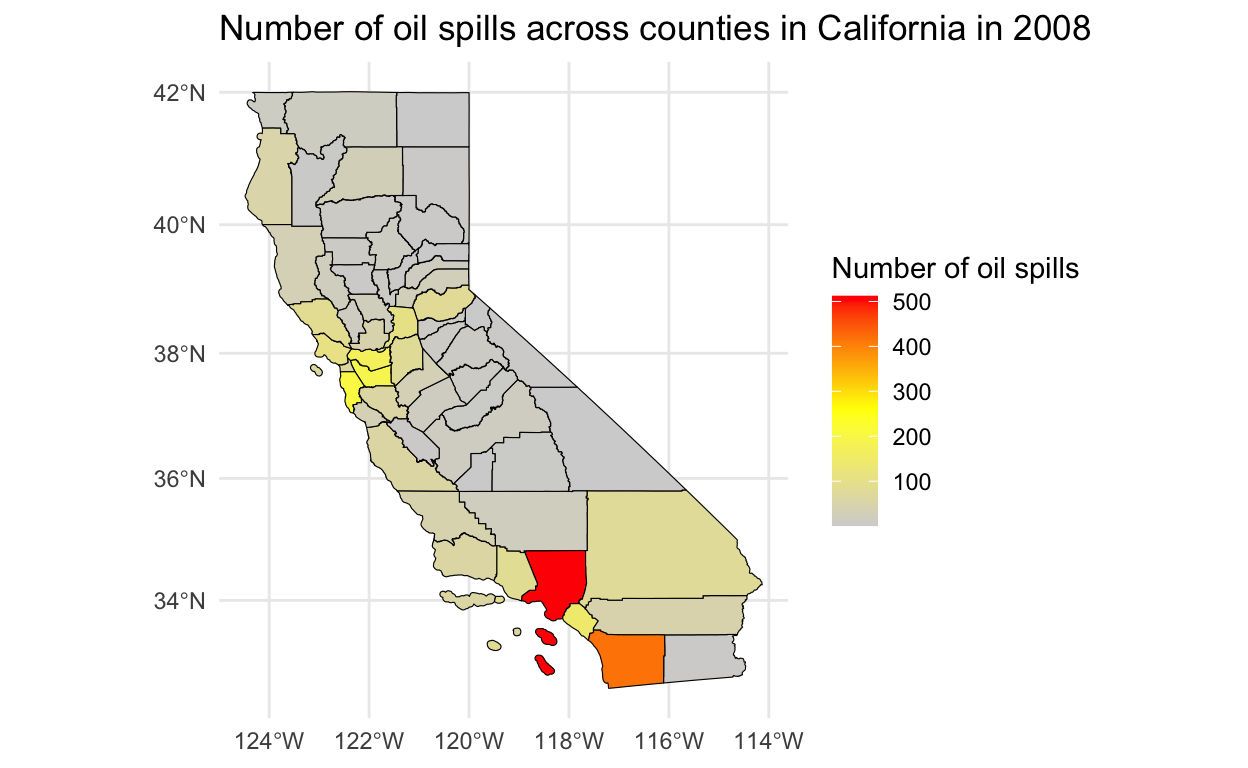 Number of oil spills across counties in California in 2008
42°N
40°N
38°N
36°N
34°N
124°W 122°W 120°W 118°W 116°W 114°W
Number of oil spills
500
400
300
200
100